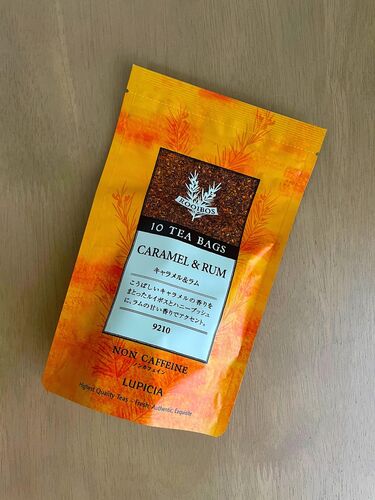 ROOIBOS
10 TEA BAGS
CARAMEL & RUM
キャラメル&ラム
こうばしいキャラメルの香りを
まとったルイボスとハニーブッシュ
に、ラムの甘い香りでアクセント。
9210
NON CAFFEINE
ノンカフェイン
LUPICIA
Highest Quality Teas – Fresh, Authentic, Exquisite